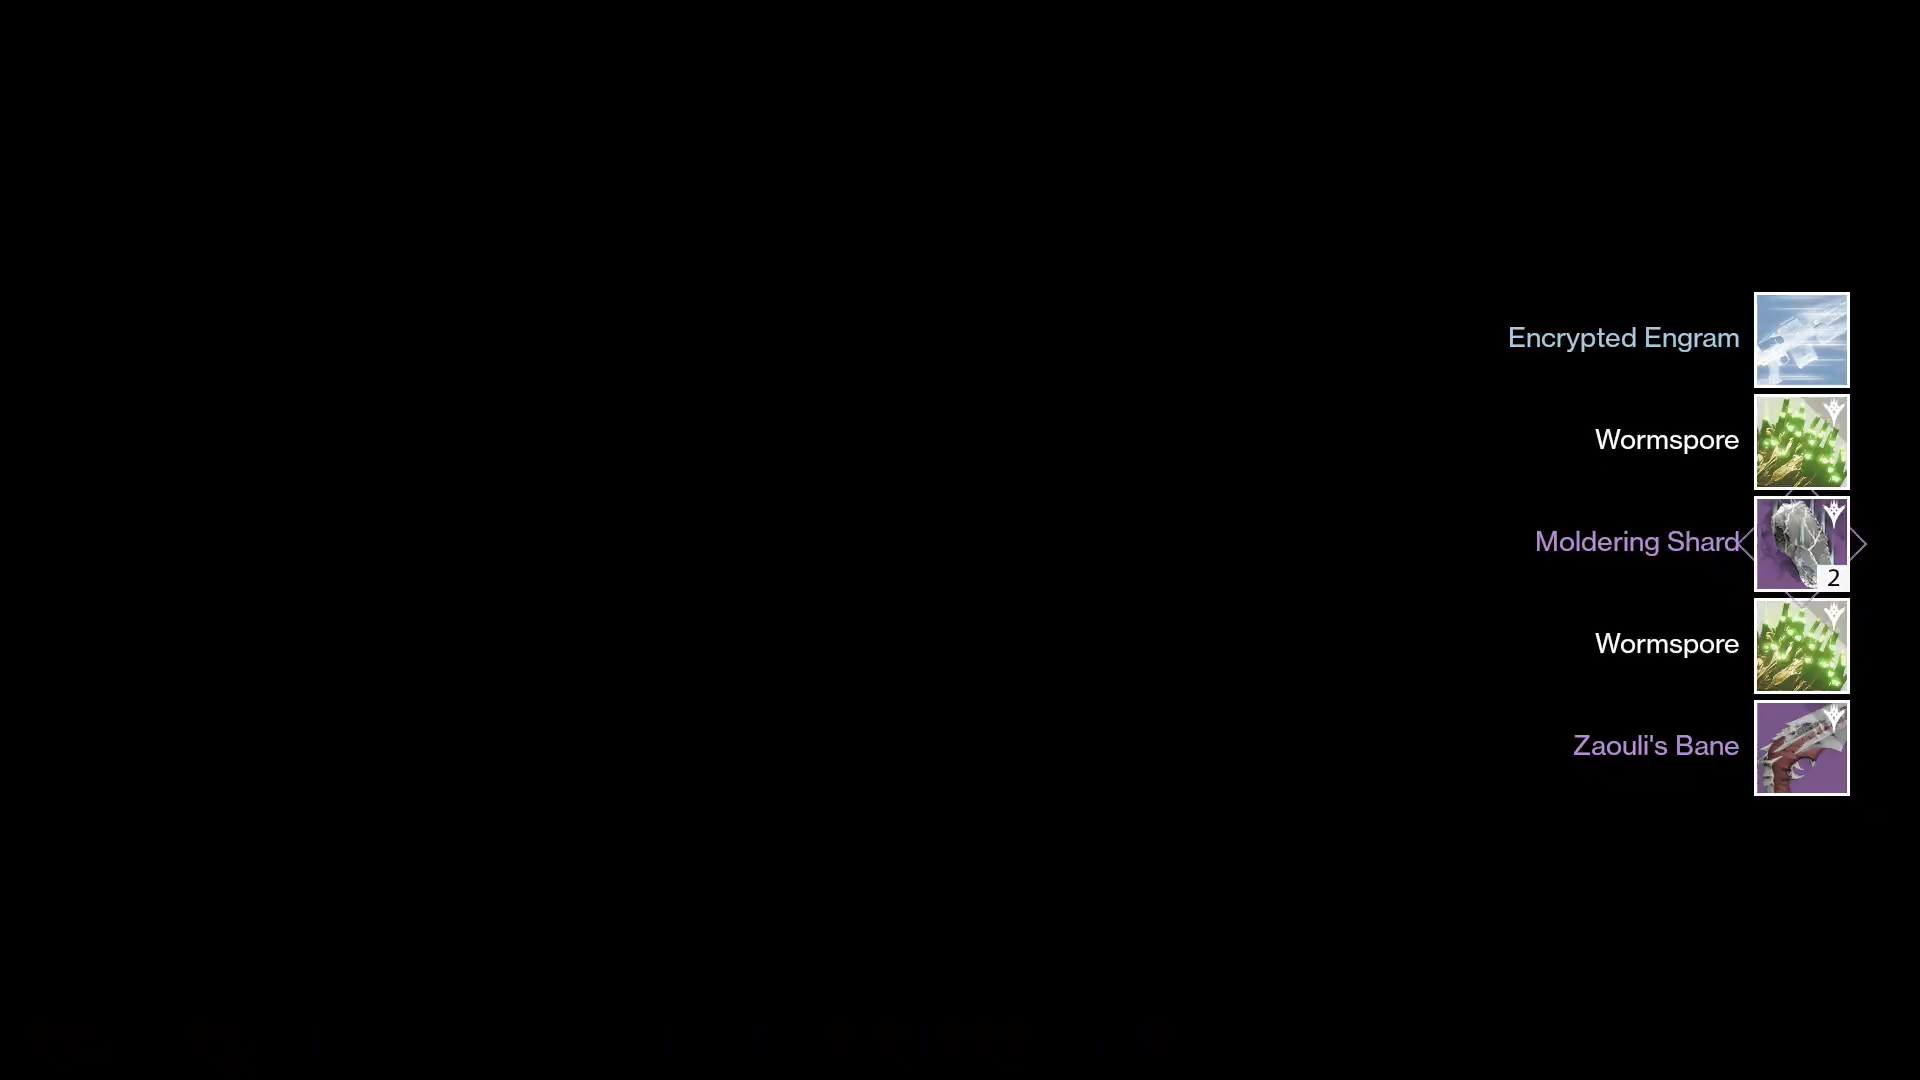 Encrypted Engram
Wormspore
Moldering Shard
2
Wormspore
Zaouli's Bane